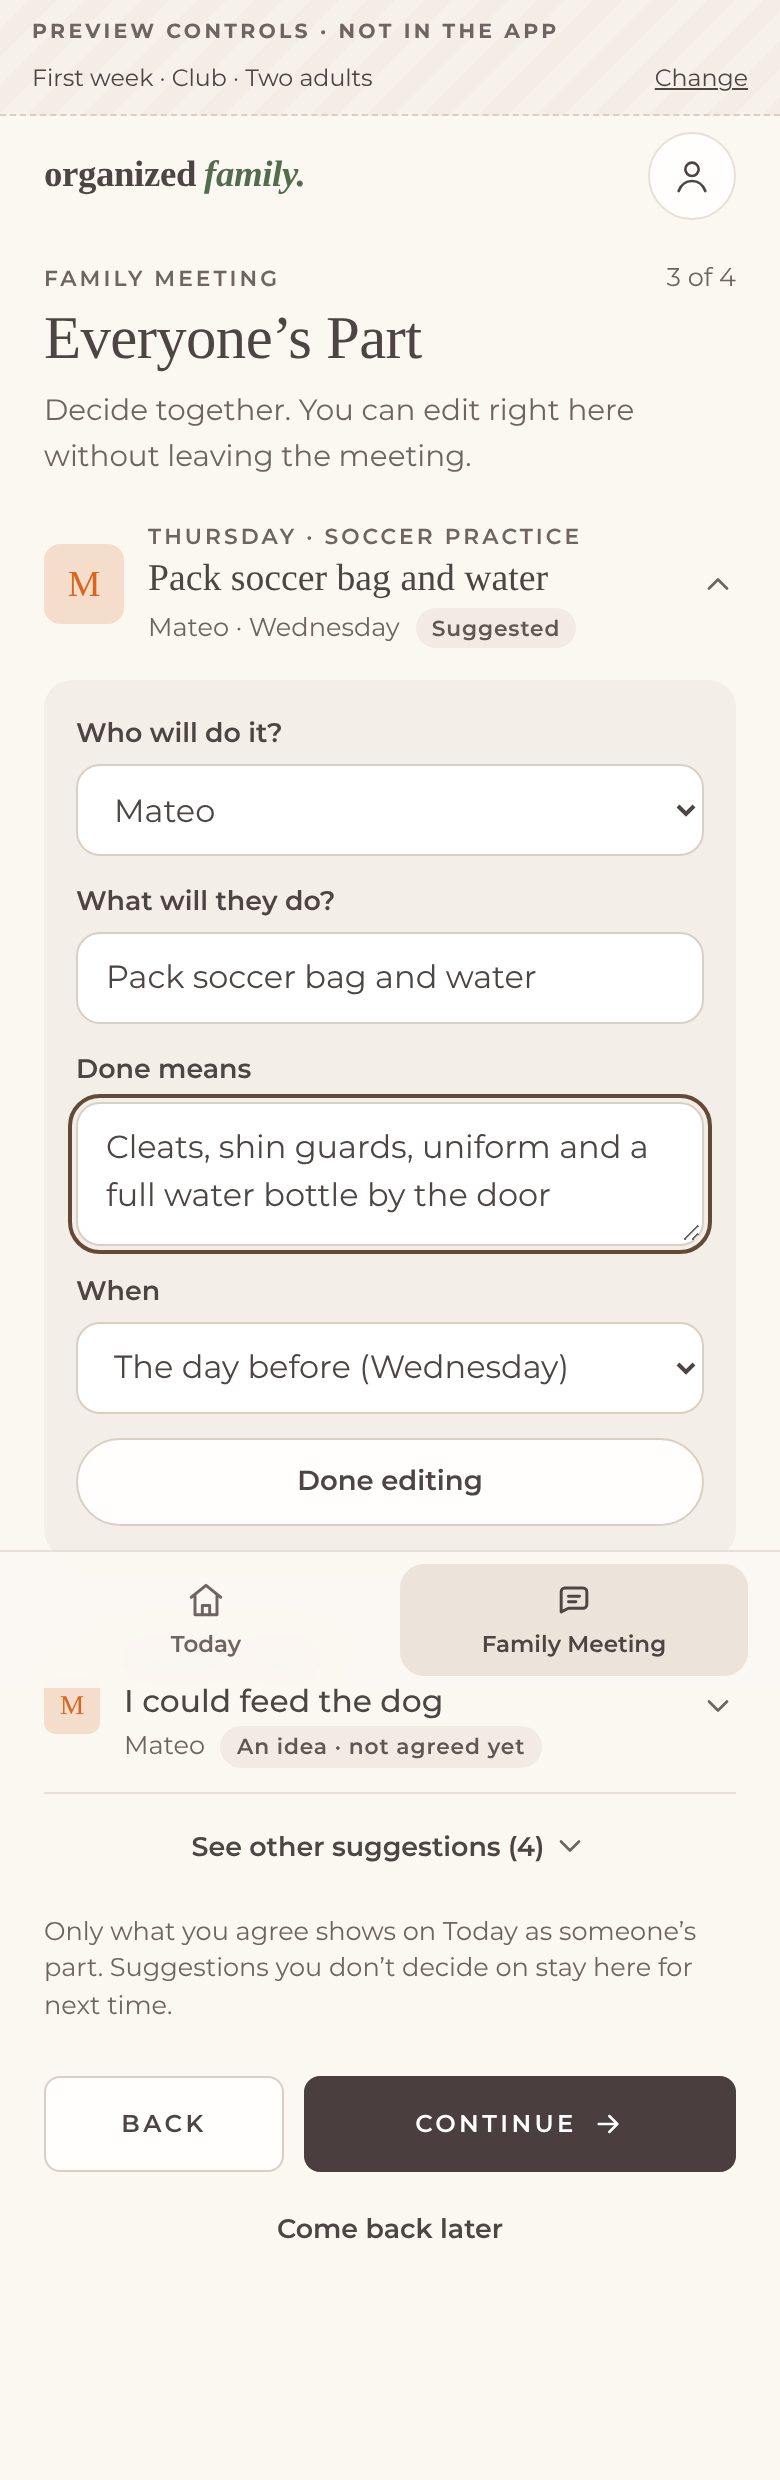 PREVIEW CONTROLS · NOT IN THE APP
First week · Club · Two adults
Change
organized family.
FAMILY MEETING
3 of 4
Everyone’s Part
Decide together. You can edit right here
without leaving the meeting.
THURSDAY · SOCCER PRACTICE
M
Pack soccer bag and water
Mateo · Wednesday
Suggested
Who will do it?
Mateo
What will they do?
Pack soccer bag and water
Done means
Cleats, shin guards, uniform and a
full water bottle by the door
When
The day before (Wednesday)
Done editing
Today
Family Meeting
M
I could feed the dog
Mateo
An idea · not agreed yet
See other suggestions (4)
Only what you agree shows on Today as someone’s
part. Suggestions you don’t decide on stay here for
next time.
BACK
CONTINUE →
Come back later